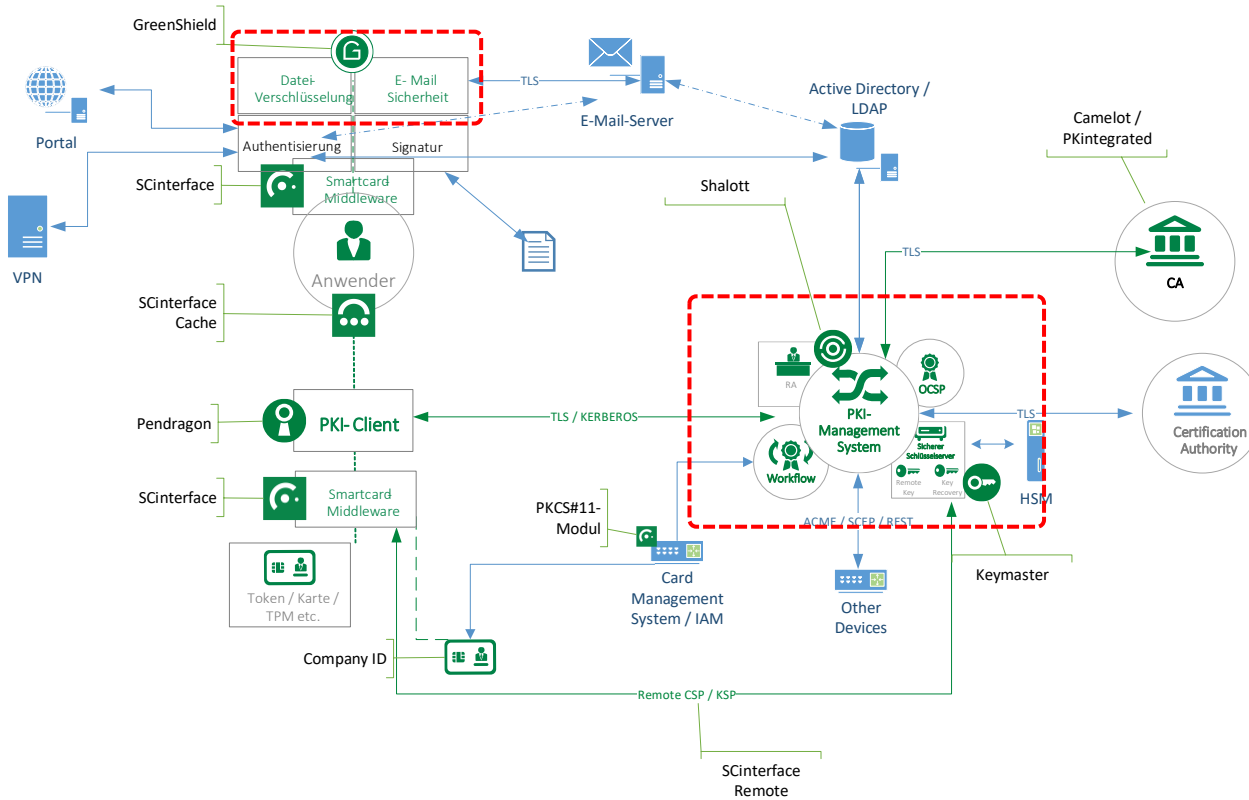 GreenShield
Datei-
Verschlüsselung
E- Mail
Sicherheit
TLS
E-Mail-Server
Active Directory /
LDAP
Camelot /
PKintegrated
Portal
Authentisierung
Signatur
SCinterface
Smartcard-
Middleware
Shalott
VPN
Anwender
TLS
CA
SCinterface
Cache
RA
OCSP
PKI-
Management
System
TLS
Certification
Authority
Pendragon
PKI- Client
TLS / KERBEROS
Workflow
Sicherer
Schlüsselserver
Remote
Key
Key
Recovery
HSM
SCinterface
Smartcard-
Middleware
PKCS#11-
Modul
ACME / SCEP / REST
Keymaster
Token / Karte /
TPM etc.
Card
Management
System / IAM
Other
Devices
Company ID
Remote CSP / KSP
SCinterface
Remote